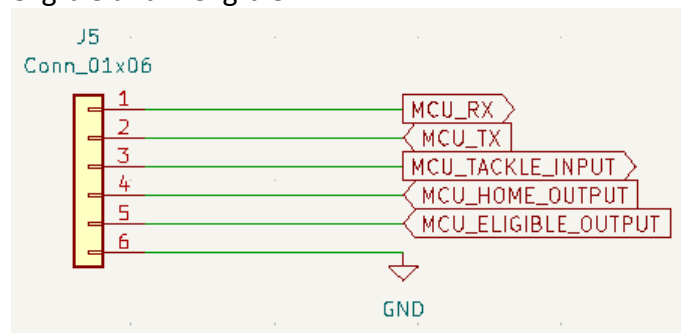 J5
Conn_01x06
1 MCU_RX
2 MCU_TX
3 MCU_TACKLE_INPUT
4 MCU_HOME_OUTPUT
5 MCU_ELIGIBLE_OUTPUT
6
GND